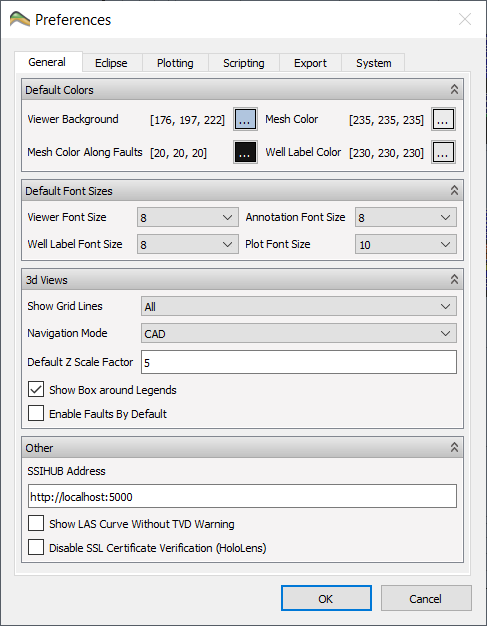 Preferences
General Eclipse Plotting Scripting Export System
Default Colors
Viewer Background [176, 197, 222] ... Mesh Color [235, 235, 235] ...
Mesh Color Along Faults [20, 20, 20] ... Well Label Color [230, 230, 230] ...
Default Font Sizes
Viewer Font Size 8 Annotation Font Size 8
Well Label Font Size 8 Plot Font Size 10
3d Views
Show Grid Lines All
Navigation Mode CAD
Default Z Scale Factor 5
Show Box around Legends
Enable Faults By Default
Other
SSIHUB Address
http://localhost:5000
Show LAS Curve Without TVD Warning
Disable SSL Certificate Verification (HoloLens)
OK Cancel